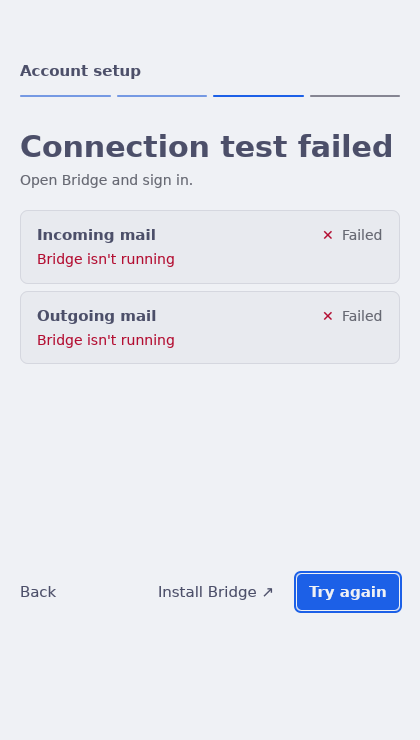 Account setup
Connection test failed
Open Bridge and sign in.
Incoming mail
✕ Failed
Bridge isn't running
Outgoing mail
✕ Failed
Bridge isn't running
Back
Install Bridge ↗
Try again